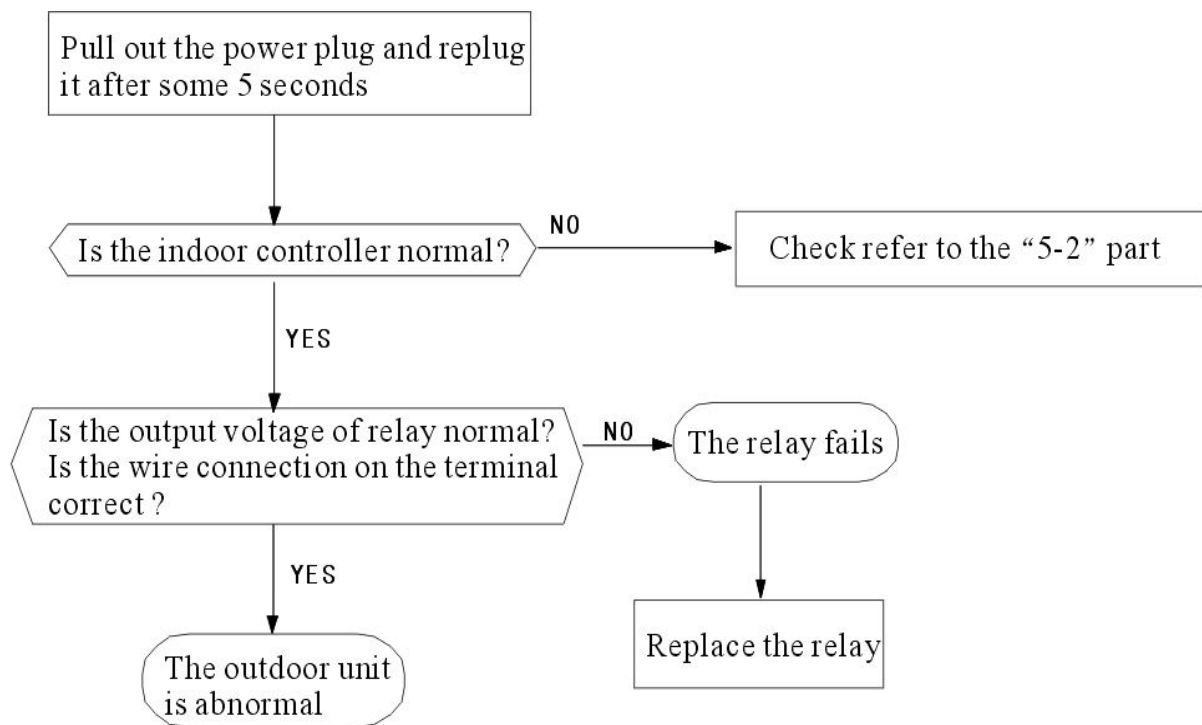 Pull out the power plug and replug
it after some 5 seconds
Is the indoor controller normal?
NO
Check refer to the “5-2” part
YES
Is the output voltage of relay normal?
Is the wire connection on the terminal
correct ?
NO
The relay fails
YES
Replace the relay
The outdoor unit
is abnormal